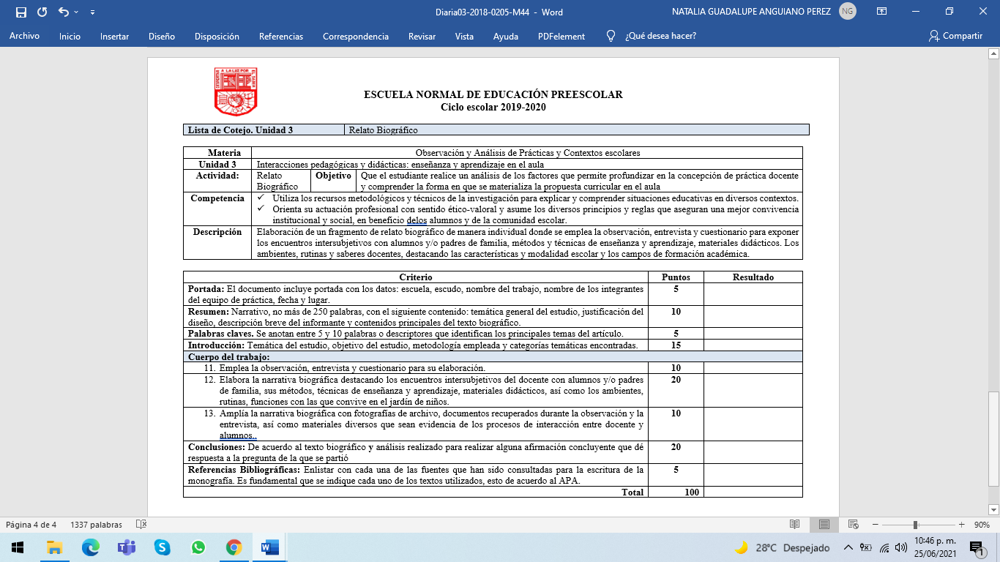 Diaria03-2018-0205-M44 - Word
NATALIA GUADALUPE ANGUIANO PEREZ
NG
Archivo
Inicio
Insertar
Diseño
Disposición
Referencias
Correspondencia
Revisar
Vista
Ayuda
PDFelement
¿Qué desea hacer?
Compartir
ESCUELA NORMAL DE EDUCACIÓN PREESCOLAR
Ciclo escolar 2019-2020
Lista de Cotejo. Unidad 3
Relato Biográfico
Materia
Observación y Análisis de Prácticas y Contextos escolares
Unidad 3
Interacciones pedagógicas y didácticas: enseñanza y aprendizaje en el aula
Actividad:
Relato
Biográfico
Objetivo
Que el estudiante realice un análisis de los factores que permite profundizar en la concepción de práctica docente
y comprender la forma en que se materializa la propuesta curricular en el aula
Competencia
✓ Utiliza los recursos metodológicos y técnicos de la investigación para explicar y comprender situaciones educativas en diversos contextos.
✓ Orienta su actuación profesional con sentido ético-valoral y asume los diversos principios y reglas que aseguran una mejor convivencia
institucional y social, en beneficio delos alumnos y de la comunidad escolar.
Descripción
Elaboración de un fragmento de relato biográfico de manera individual donde se emplea la observación, entrevista y cuestionario para exponer
los encuentros intersubjetivos con alumnos y/o padres de familia, métodos y técnicas de enseñanza y aprendizaje, materiales didácticos. Los
ambientes, rutinas y saberes docentes, destacando las características y modalidad escolar y los campos de formación académica.
Criterio
Puntos
Resultado
Portada: El documento incluye portada con los datos: escuela, escudo, nombre del trabajo, nombre de los integrantes
del equipo de práctica, fecha y lugar.
5
Resumen: Narrativo, no más de 250 palabras, con el siguiente contenido: temática general del estudio, justificación del
diseño, descripción breve del informante y contenidos principales del texto biográfico.
10
Palabras claves. Se anotan entre 5 y 10 palabras o descriptores que identifican los principales temas del artículo.
5
Introducción: Temática del estudio, objetivo del estudio, metodología empleada y categorías temáticas encontradas.
15
Cuerpo del trabajo:
11. Emplea la observación, entrevista y cuestionario para su elaboración.
10
12. Elabora la narrativa biográfica destacando los encuentros intersubjetivos del docente con alumnos y/o padres
de familia, sus métodos, técnicas de enseñanza y aprendizaje, materiales didácticos, así como los ambientes,
rutinas, funciones con las que convive en el jardín de niños.
20
13. Amplía la narrativa biográfica con fotografías de archivo, documentos recuperados durante la observación y la
entrevista, así como materiales diversos que sean evidencia de los procesos de interacción entre docente y
alumnos..
10
Conclusiones: De acuerdo al texto biográfico y análisis realizado para realizar alguna afirmación concluyente que dé
respuesta a la pregunta de la que se partió
20
Referencias Bibliográficas: Enlistar con cada una de las fuentes que han sido consultadas para la escritura de la
monografía. Es fundamental que se indique cada uno de los textos utilizados, esto de acuerdo al APA.
5
Total
100
Página 4 de 4
1337 palabras
90%
28°C Despejado
10:46 p. m.
25/06/2021
1